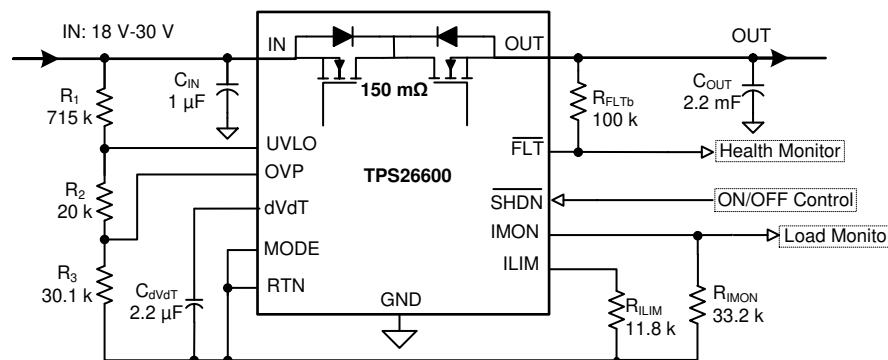 IN: 18 V-30 V
IN
OUT
OUT
CIN
1 µF
150 mΩ
R1
715 k
RFLTb
100 k
COUT
2.2 mF
UVLO
FLT
Health Monitor
OVP
TPS26600
R2
20 k
dVdT
SHDN
ON/OFF Control
MODE
IMON
Load Monito
R3
30.1 k
CdVdT
2.2 µF
RTN
ILIM
GND
RILIM
11.8 k
RIMON
33.2 k